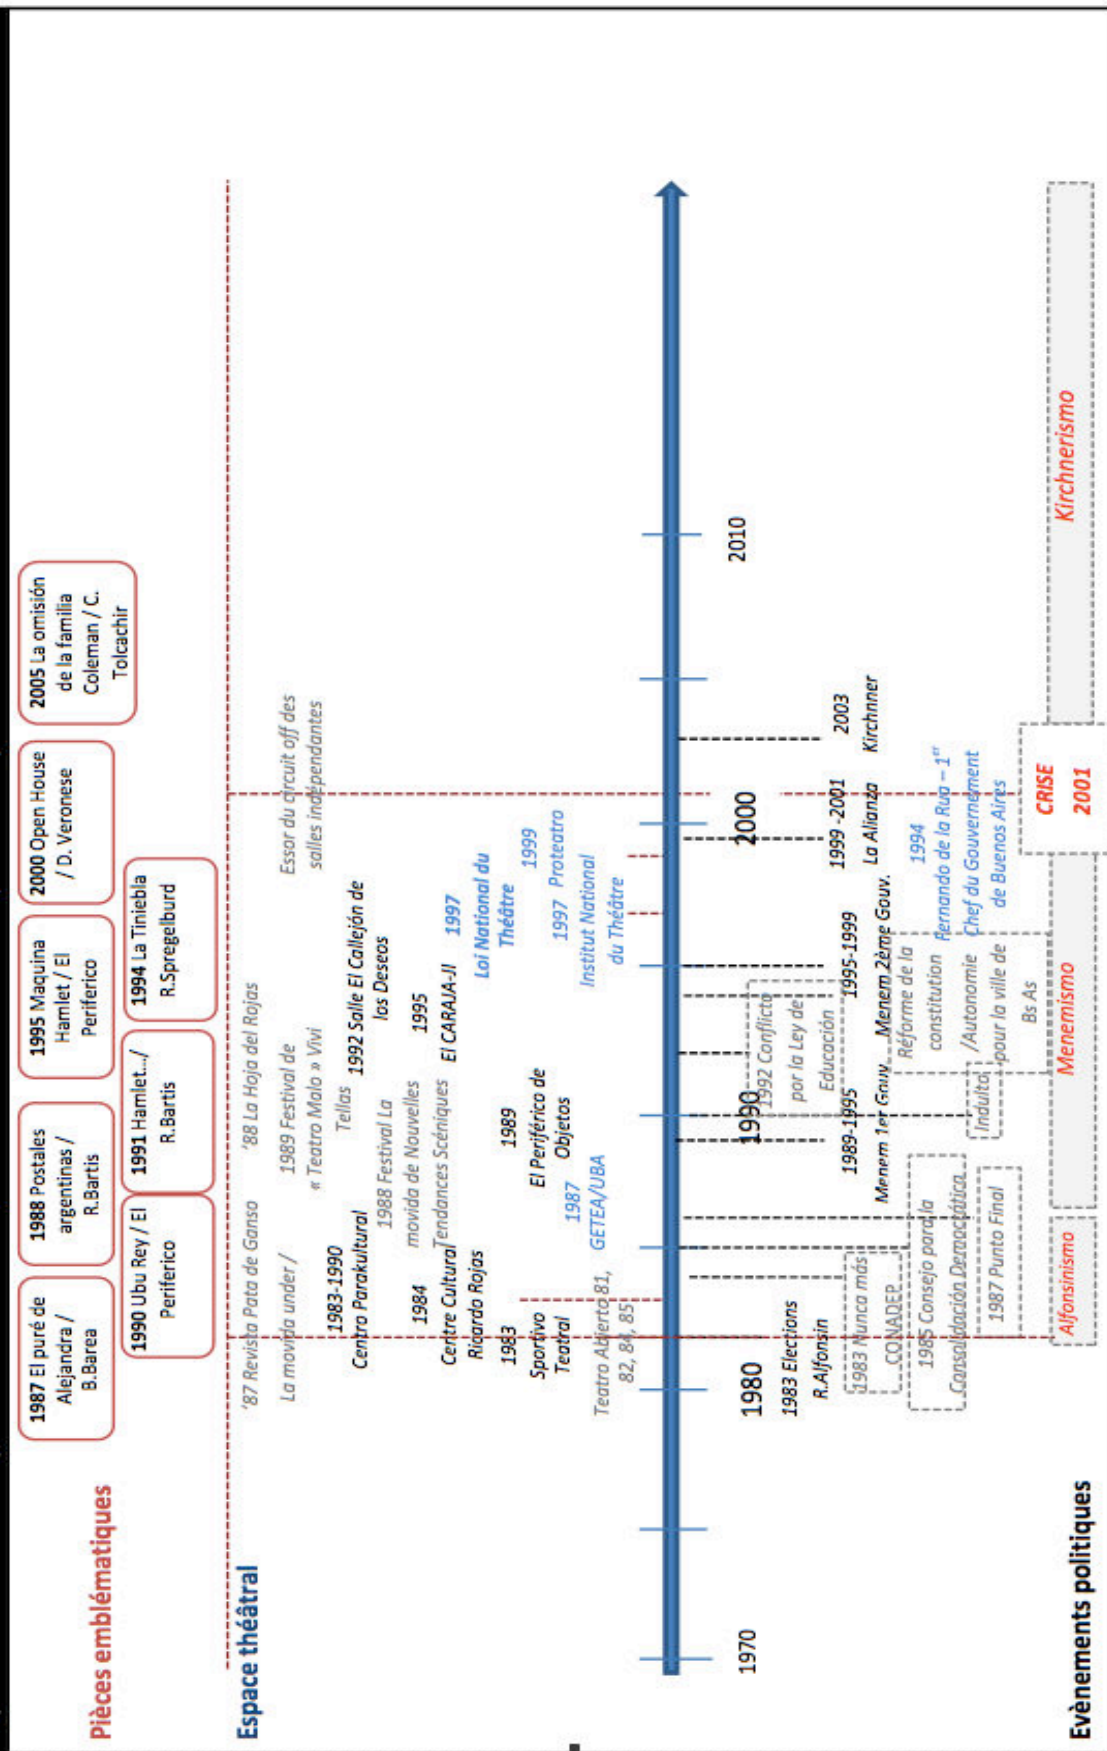 Pièces emblématiques
1987 El puré de
Alejandra /
B.Barea
1988 Postales
argentinas /
R.Bartis
1995 Maquina
Hamlet / El
Periferico
2000 Open House
/ D. Veronese
2005 La omisión
de la familia
Coleman / C.
Tolcachir
1990 Ubu Rey / El
Periferico
1991 Hamlet.../
R.Bartis
1994 La Tiniebla
R.Spregelburd
Espace théâtral
'87 Revista Pata de Ganso
'88 La Hoja del Rojas
La movida under /
1989 Festival de
« Teatro Malo » Vivi
Tellas
Essor du circuit off des
salles indépendantes
1983-1990
Centro Parakultural
1992 Salle El Callejón de
los Deseos
1988 Festival La
movida de Nouvelles
Tendances Scéniques
1984
Centre Cultural
Ricardo Rojas
1995
El CARAJA-JI
1997
Loi National du
Théâtre
1983
Sportivo
Teatral
1989
El Periférico de
Objetos
1999
Proteatro
1997
Institut National
du Théâtre
1987
GETEA/UBA
Teatro Abierto 81,
82, 84, 85
1970
1980
1990
2000
2010
1983 Elections
R.Alfonsin
1992 Conflicto
por la Ley de
Educación
1989-1995
Menem 1er Gouv.
1995-1999
Menem 2ème Gouv.
1999 -2001
La Alianza
2003
Kirchnner
1983 Nunca más
CONADEP
Réforme de la
constitution
/Autonomie
pour la ville de
Bs As
1994
Fernando de la Rua – 1er
Chef du Gouvernement
de Buenos Aires
1985 Consejo para la
Consolidación Democrática
Indulto
1987 Punto Final
CRISE
2001
Evènements politiques
Alfonsinismo
Menemismo
Kirchnerismo